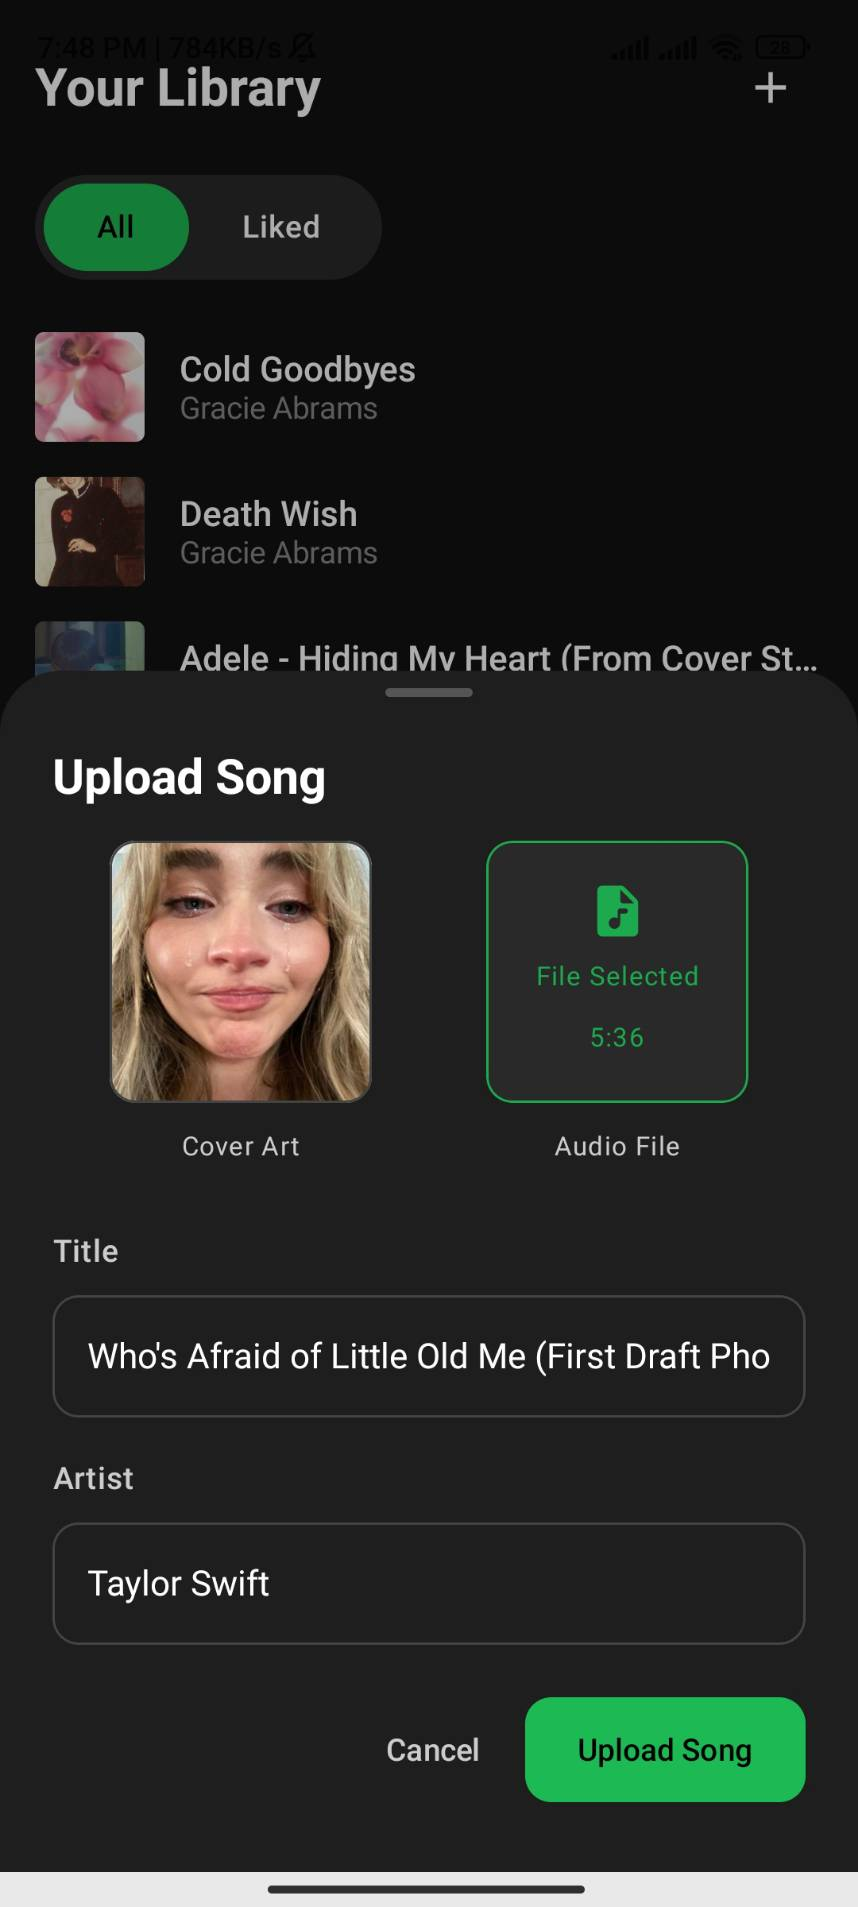 7:48 PM | 784KB/s
28
Your Library
+
All
Liked
Cold Goodbyes
Gracie Abrams
Death Wish
Gracie Abrams
Adele - Hiding My Heart (From Cover St...
Upload Song
File Selected
5:36
Cover Art
Audio File
Title
Who's Afraid of Little Old Me (First Draft Pho
Artist
Taylor Swift
Cancel
Upload Song